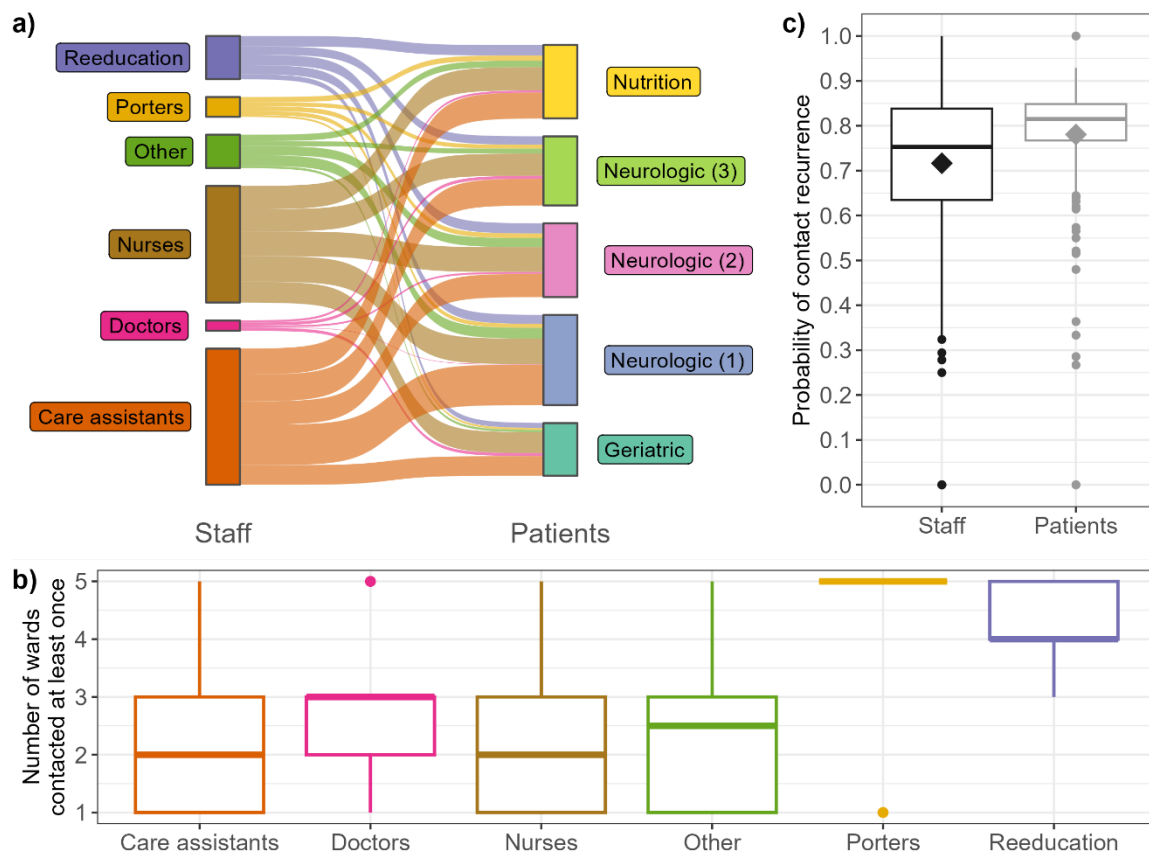 a)
Reeducation
Porters
Other
Nurses
Doctors
Care assistants
Nutrition
Neurologic (3)
Neurologic (2)
Neurologic (1)
Geriatric
Staff
Patients
c)
Probability of contact recurrence
1.0
0.9
0.8
0.7
0.6
0.5
0.4
0.3
0.2
0.1
0.0
Staff
Patients
b)
Number of wards
contacted at least once
5
4
3
2
1
Care assistants
Doctors
Nurses
Other
Porters
Reeducation